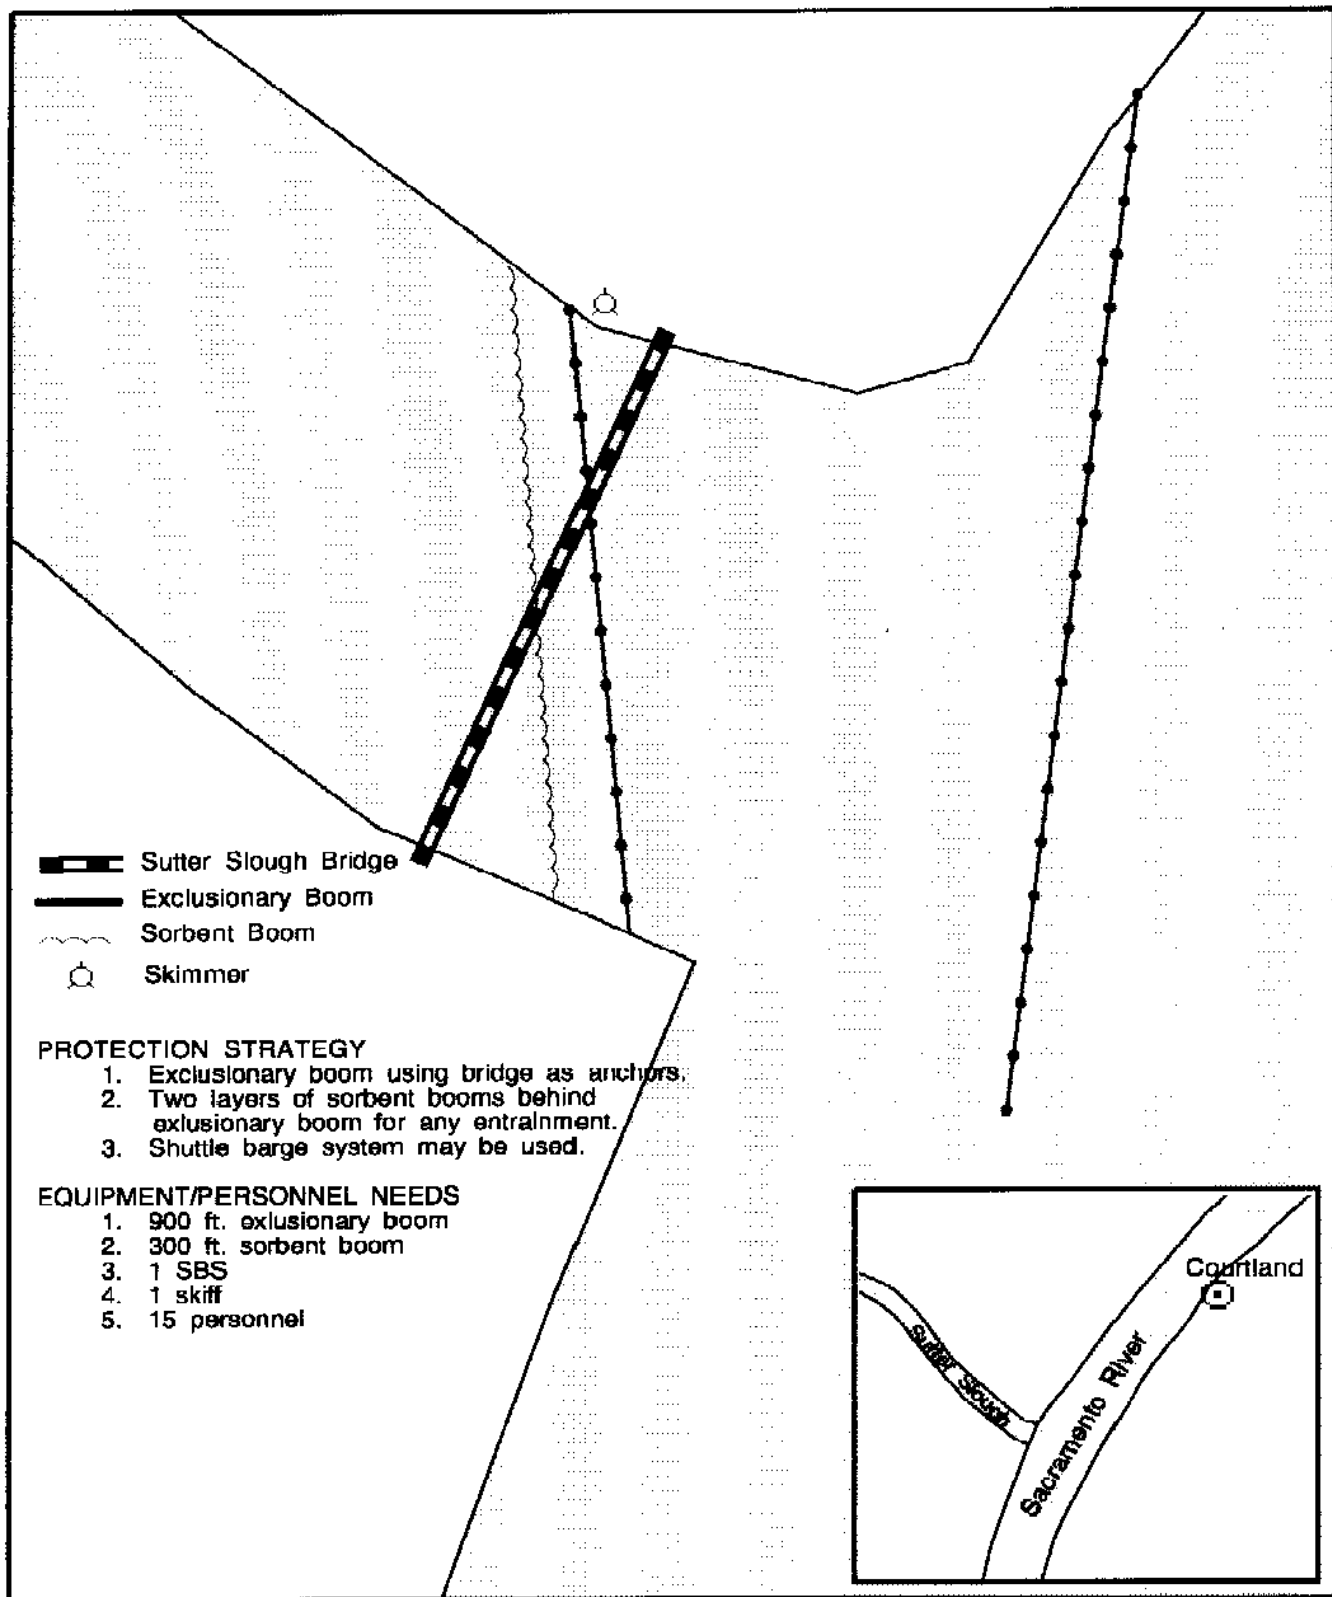 Sutter Slough Bridge
Exclusionary Boom
Sorbent Boom
Skimmer
PROTECTION STRATEGY
1. Exclusionary boom using bridge as anchors.
2. Two layers of sorbent booms behind
exlusionary boom for any entrainment.
3. Shuttle barge system may be used.
EQUIPMENT/PERSONNEL NEEDS
1. 900 ft. exlusionary boom
2. 300 ft. sorbent boom
3. 1 SBS
4. 1 skiff
5. 15 personnel
Courtland
Sutter Slough
Sacramento River